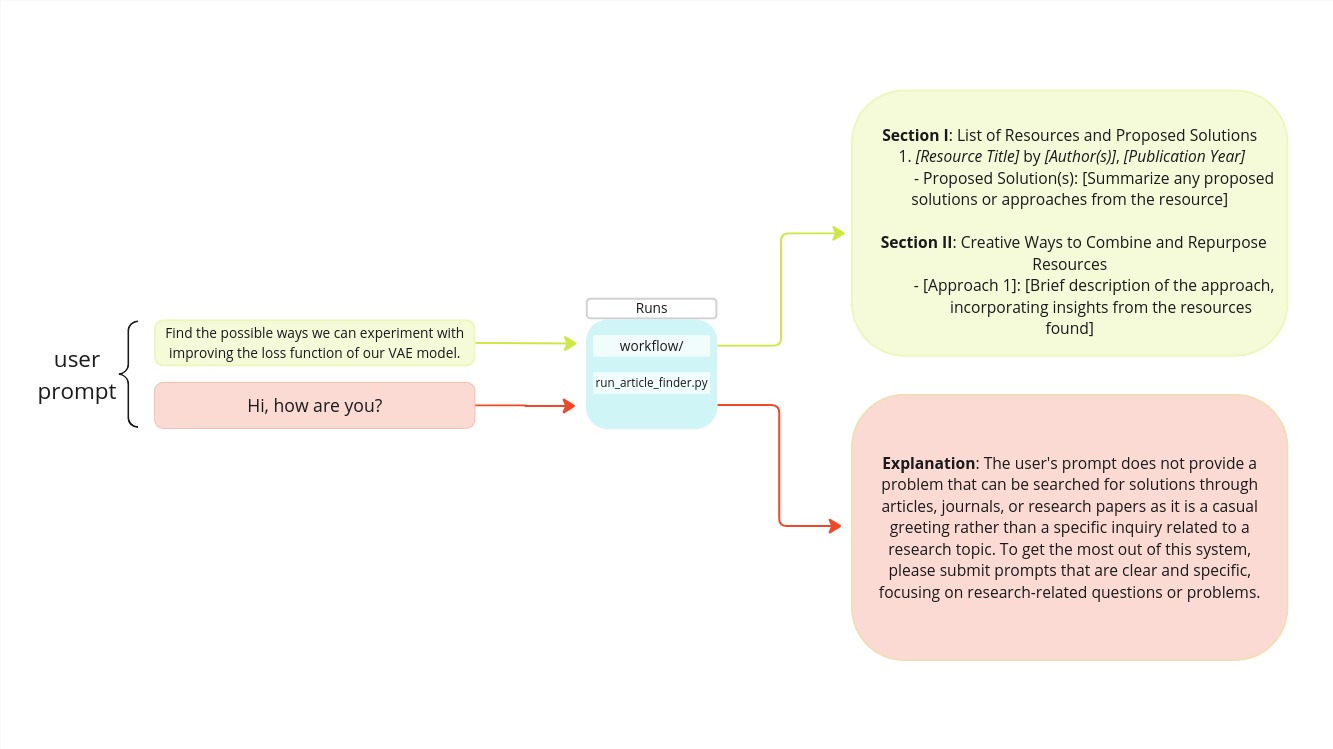 user
prompt
Find the possible ways we can experiment with
improving the loss function of our VAE model.
Hi, how are you?
Runs
workflow/
run_article_finder.py
Section I: List of Resources and Proposed Solutions
1. [Resource Title] by [Author(s)], [Publication Year]
- Proposed Solution(s): [Summarize any proposed
solutions or approaches from the resource]
Section II: Creative Ways to Combine and Repurpose
Resources
- [Approach 1]: [Brief description of the approach,
incorporating insights from the resources
found]
Explanation: The user's prompt does not provide a
problem that can be searched for solutions through
articles, journals, or research papers as it is a casual
greeting rather than a specific inquiry related to a
research topic. To get the most out of this system,
please submit prompts that are clear and specific,
focusing on research-related questions or problems.